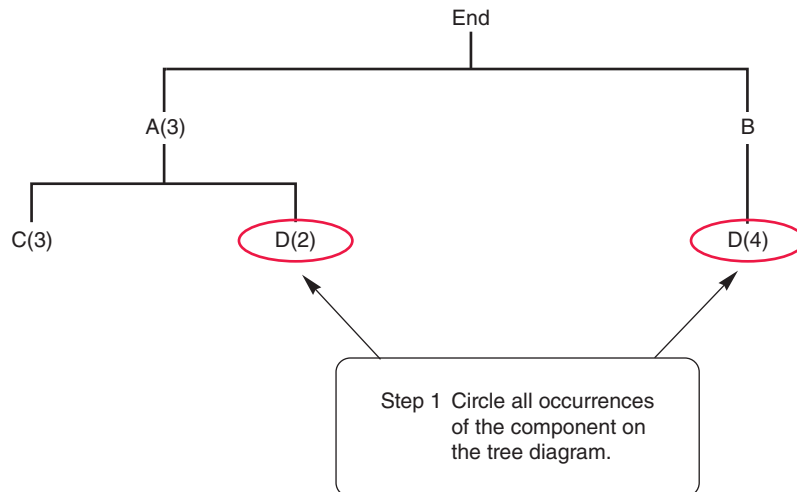 End
A(3)
B
C(3)
D(2)
D(4)
Step 1 Circle all occurrences
of the component on
the tree diagram.